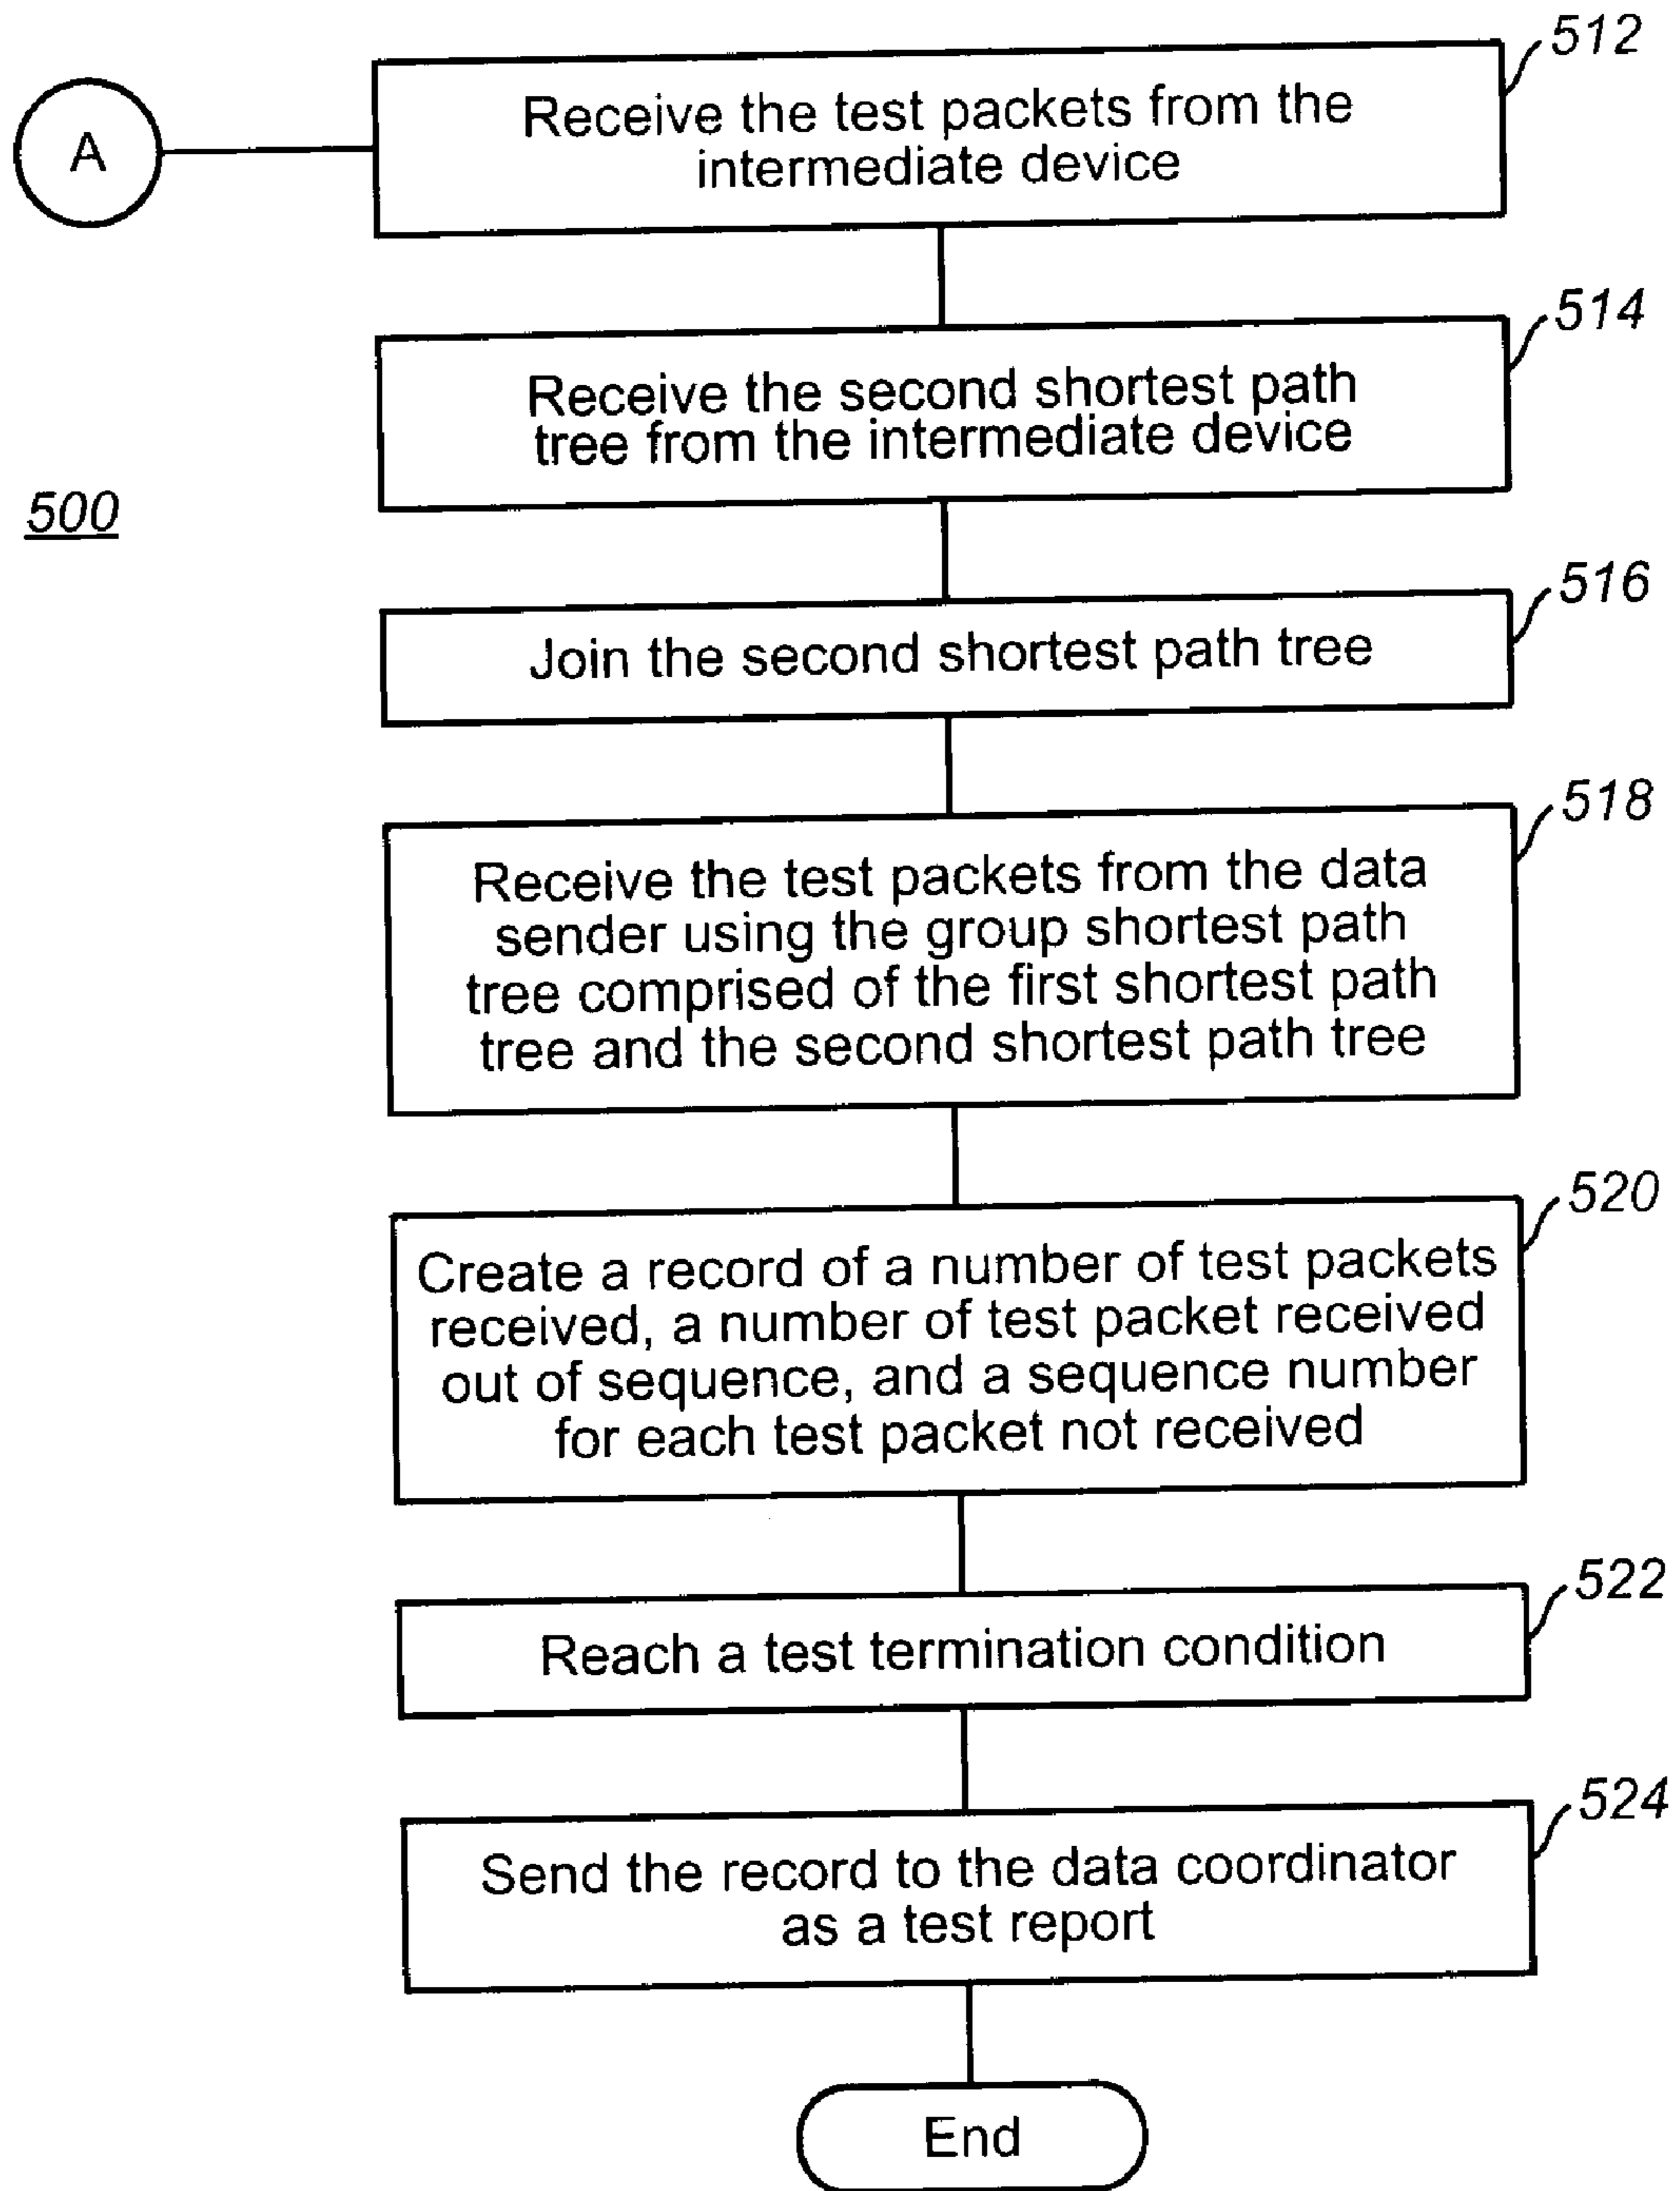 512
A
Receive the test packets from the
intermediate device
514
Receive the second shortest path
tree from the intermediate device
500
516
Join the second shortest path tree
518
Receive the test packets from the data
sender using the group shortest path
tree comprised of the first shortest path
tree and the second shortest path tree
520
Create a record of a number of test packets
received, a number of test packet received
out of sequence, and a sequence number
for each test packet not received
522
Reach a test termination condition
524
Send the record to the data coordinator
as a test report
End